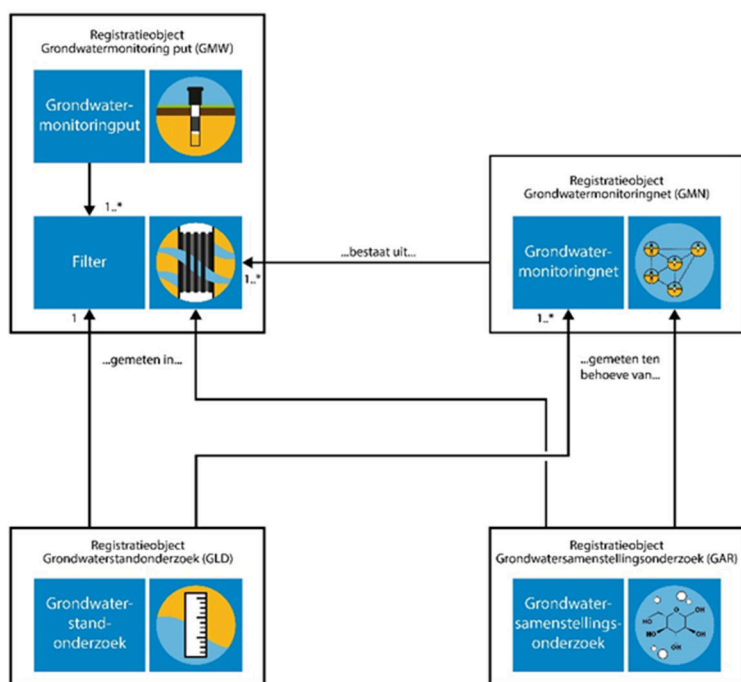 Registratieobject
Grondwatermonitoring put (GMW)
Grondwater-
monitoringput
1..*
Filter
1..*
1
Registratieobject
Grondwatermonitoringnet (GMN)
Grondwater-
monitoringnet
1..*
...bestaat uit...
...gemeten in...
...gemeten ten
behoeve van...
Registratieobject
Grondwaterstandonderzoek (GLD)
Grondwater-
stand-
onderzoek
Registratieobject
Grondwatersamenstellingsonderzoek (GAR)
Grondwater-
samenstellings-
onderzoek
HO
O
OH
HO
OH
OH